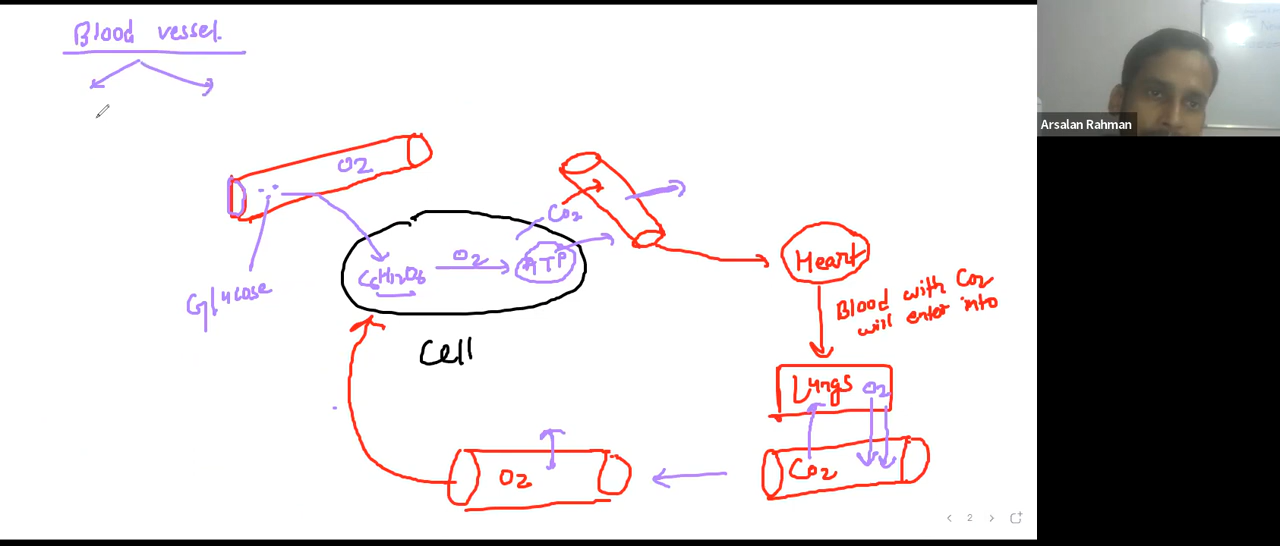 Blood vessel
Arsalan Rahman
O2
CO2
O2
C6H12O6
ATP
Glucose
Heart
Blood with CO2
will enter into
Cell
Lungs O2
O2
CO2
2